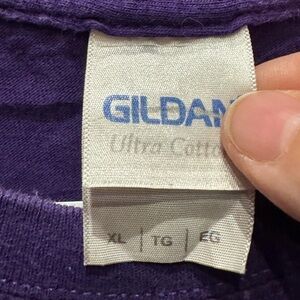 GILDAN
Ultra Cotto
XL | TG | EG